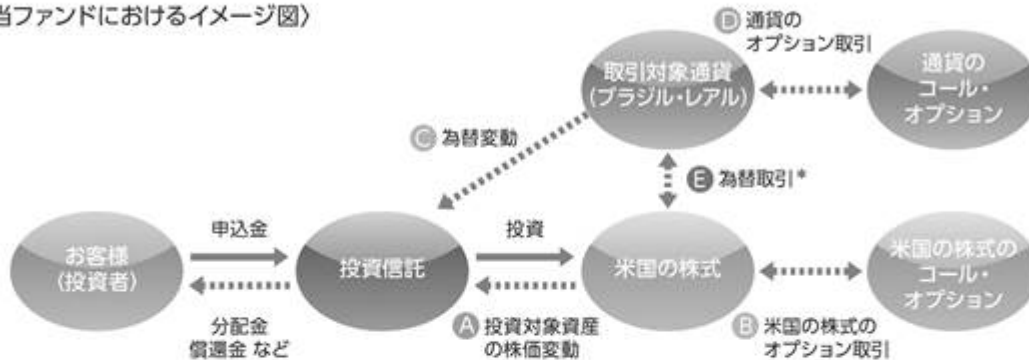 当ファンドにおけるイメージ図〉
D 通貨の
オプション取引
取引対象通貨
(ブラジル・レアル)
通貨の
コール・
オプション
C 為替変動
E 為替取引*
お客様
(投資者)
申込金
分配金
償還金 など
投資信託
投資
A 投資対象資産
の株価変動
米国の株式
B 米国の株式の
オプション取引
米国の株式の
コール・
オプション